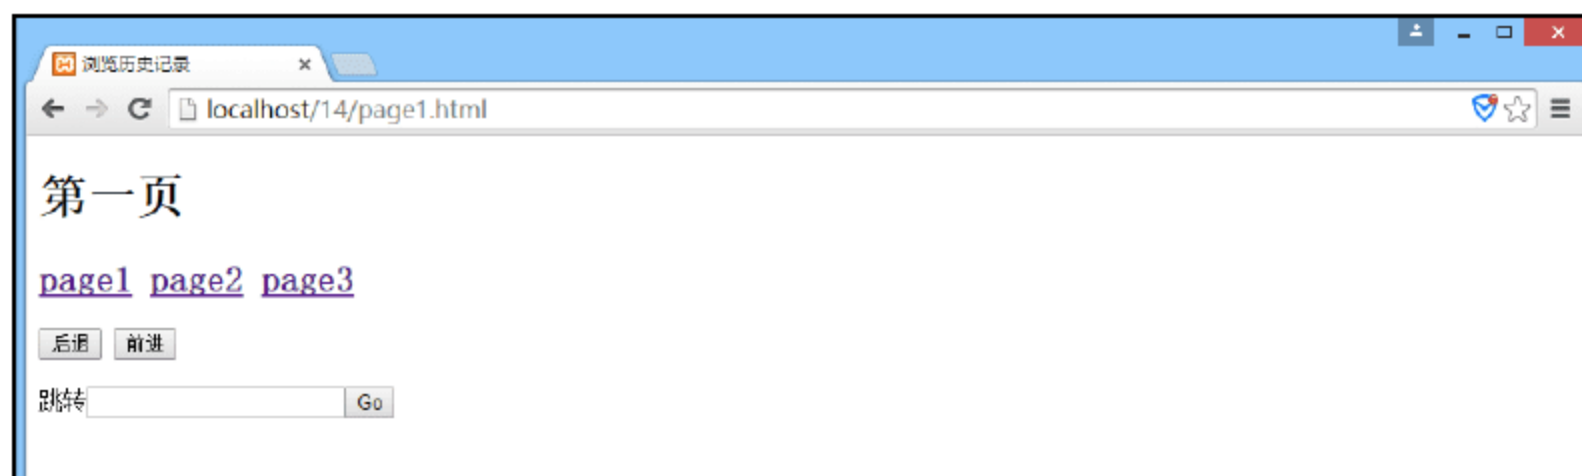 浏览历史记录
localhost/14/page1.html
第一页
page1 page2 page3
后退 前进
跳转 Go